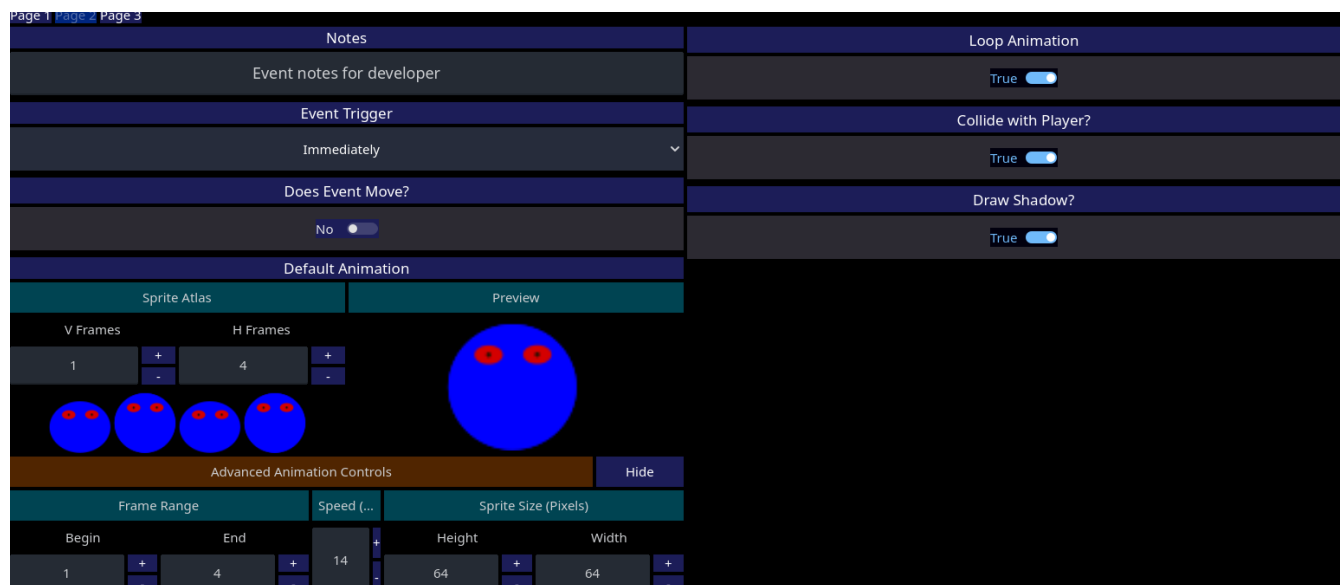 Page 1 Page 2 Page 3
Notes
Event notes for developer
Event Trigger
Immediately
Does Event Move?
No
Default Animation
Sprite Atlas Preview
V Frames H Frames
1 + - 4 + -
Advanced Animation Controls Hide
Frame Range Speed (... Sprite Size (Pixels)
Begin End Height Width
1 + 4 + 14 + - 64 + 64 +
Loop Animation
True
Collide with Player?
True
Draw Shadow?
True